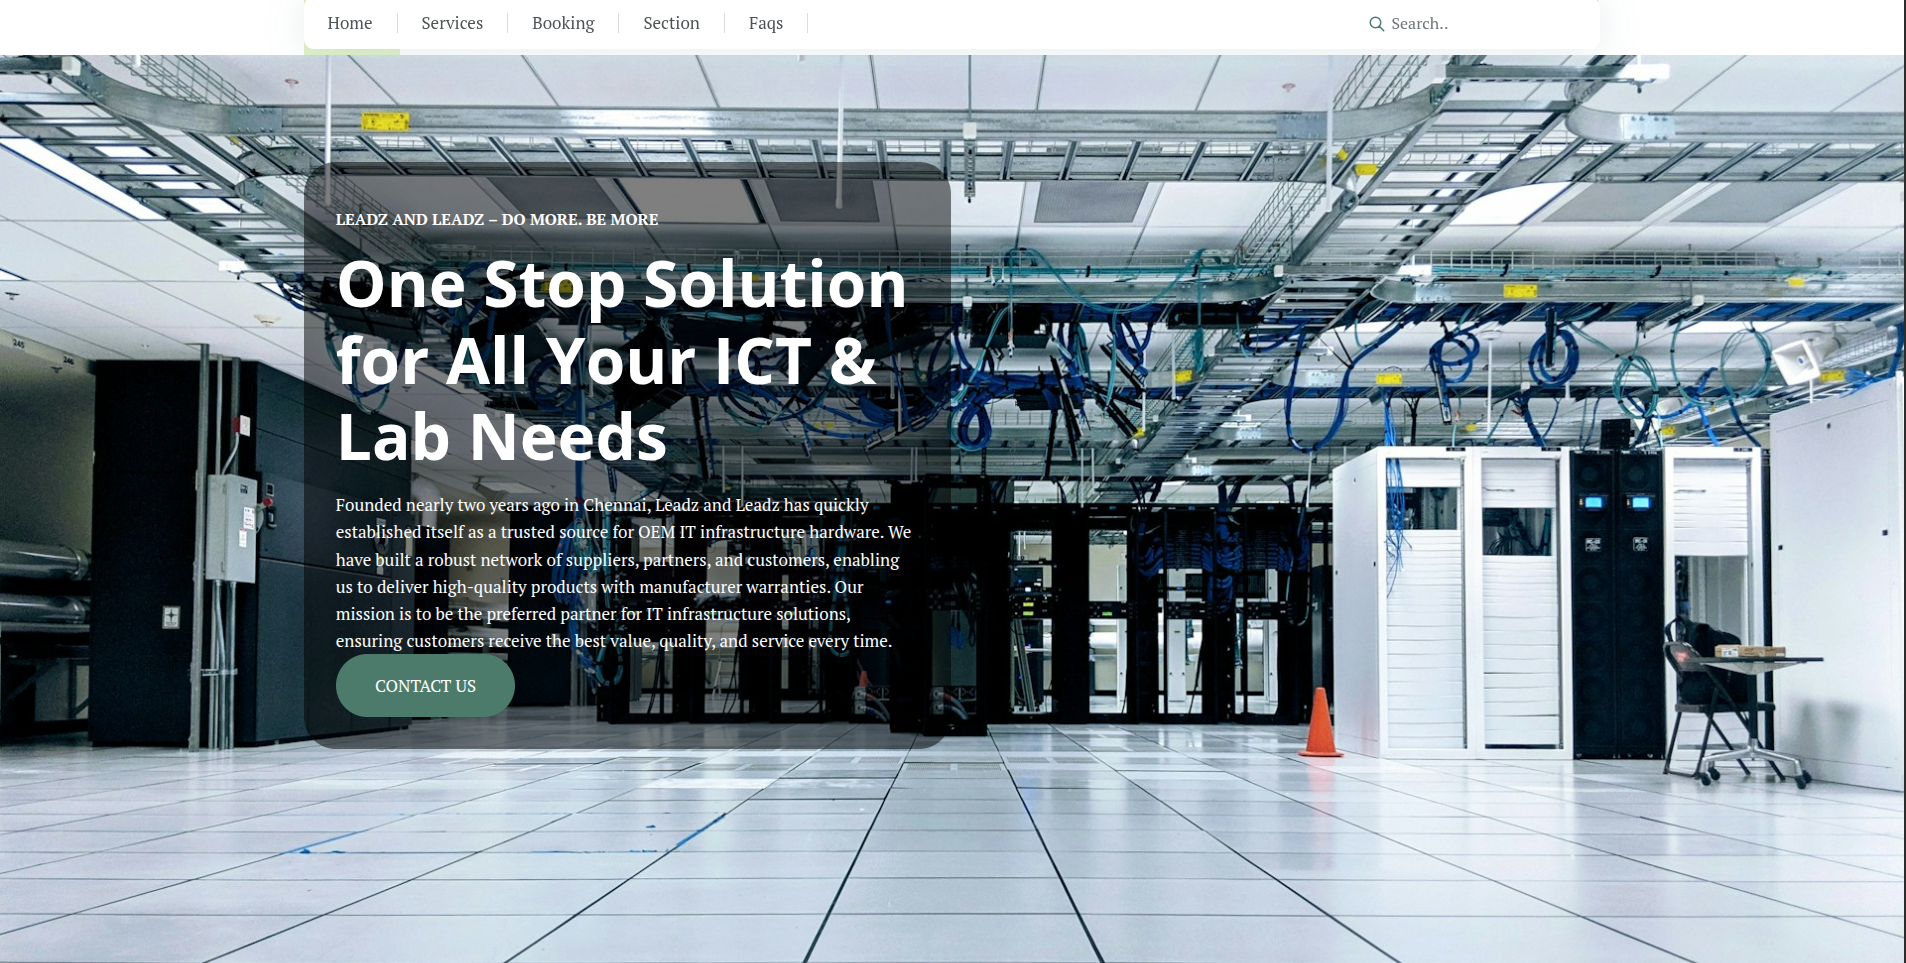 Home Services Booking Section Faqs Search..
LEADZ AND LEADZ – DO MORE. BE MORE
One Stop Solution
for All Your ICT &
Lab Needs
Founded nearly two years ago in Chennai, Leadz and Leadz has quickly
established itself as a trusted source for OEM IT infrastructure hardware. We
have built a robust network of suppliers, partners, and customers, enabling
us to deliver high-quality products with manufacturer warranties. Our
mission is to be the preferred partner for IT infrastructure solutions,
ensuring customers receive the best value, quality, and service every time.
CONTACT US
245
246